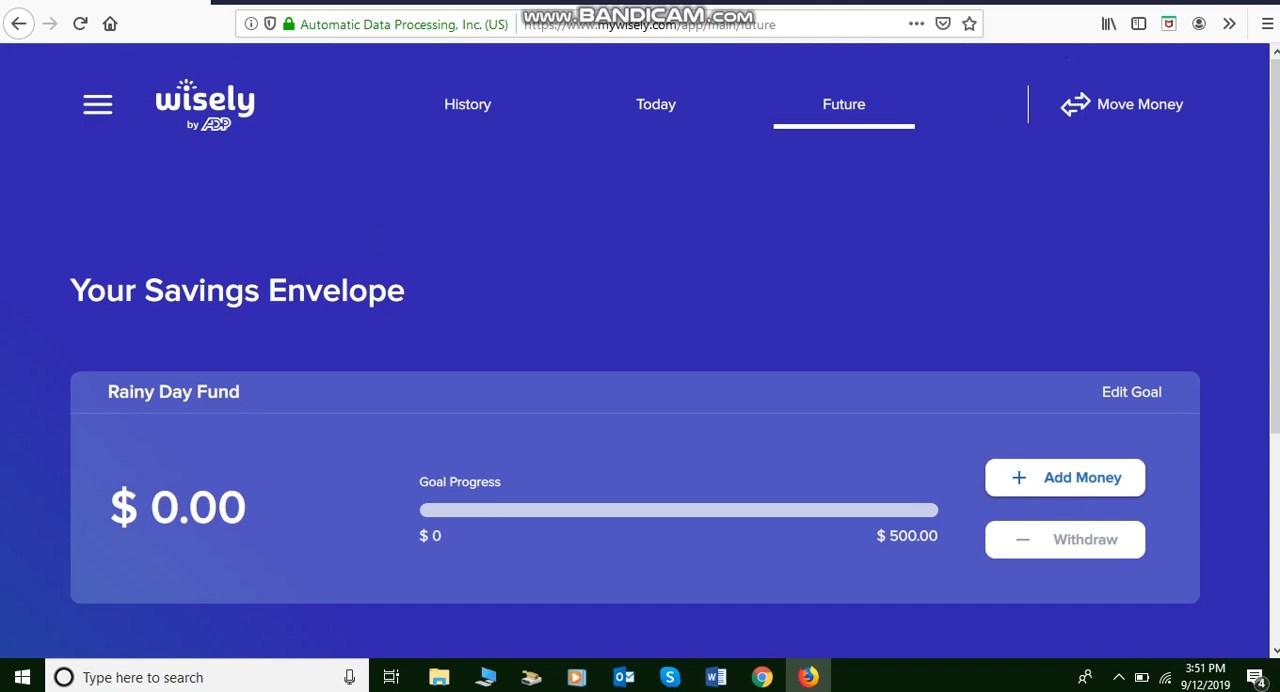 www.BANDICAM.com
Automatic Data Processing, Inc. (US)
https://www.mywisely.com/app/main/future
wisely
by ADP
History
Today
Future
Move Money
Your Savings Envelope
Rainy Day Fund
Edit Goal
$ 0.00
Goal Progress
$ 0
$ 500.00
+ Add Money
− Withdraw
Type here to search
3:51 PM
9/12/2019
4